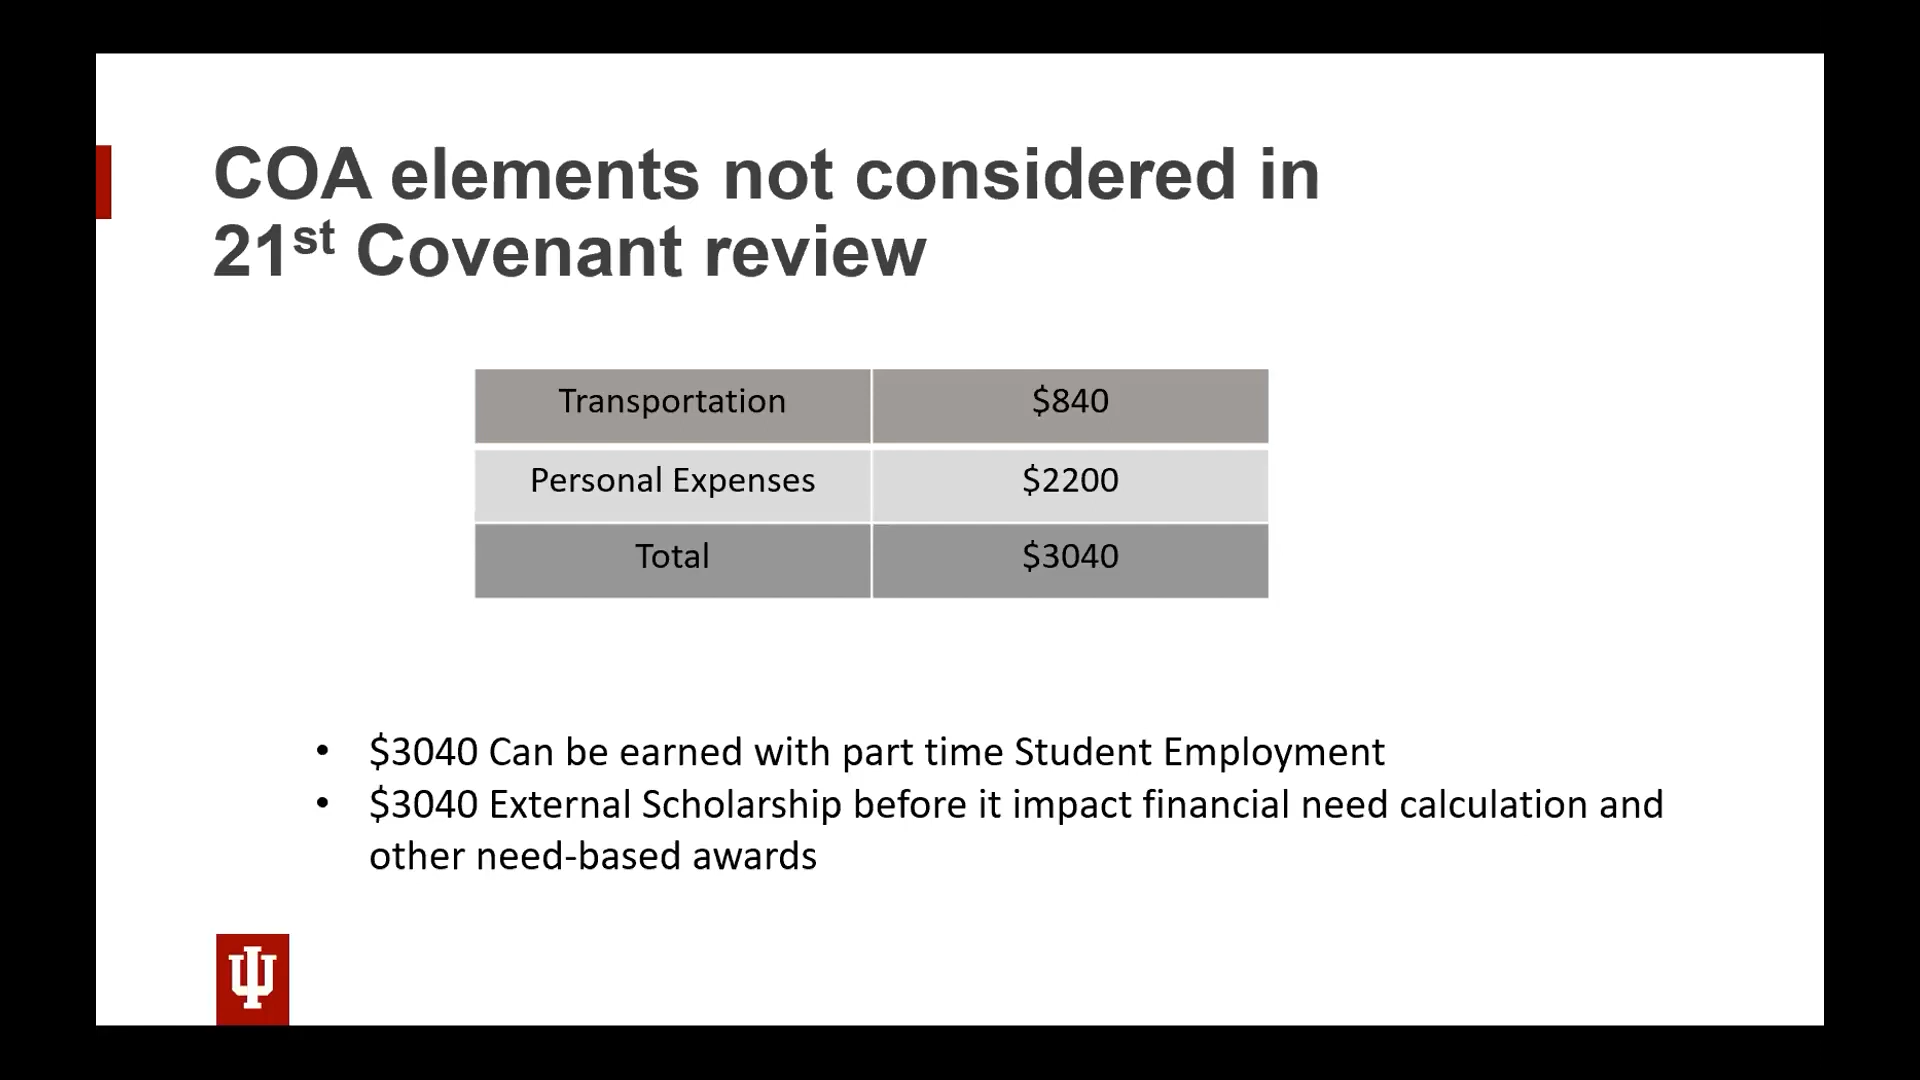 COA elements not considered in
21st Covenant review
Transportation $840
Personal Expenses $2200
Total $3040
• $3040 Can be earned with part time Student Employment
• $3040 External Scholarship before it impact financial need calculation and
other need-based awards